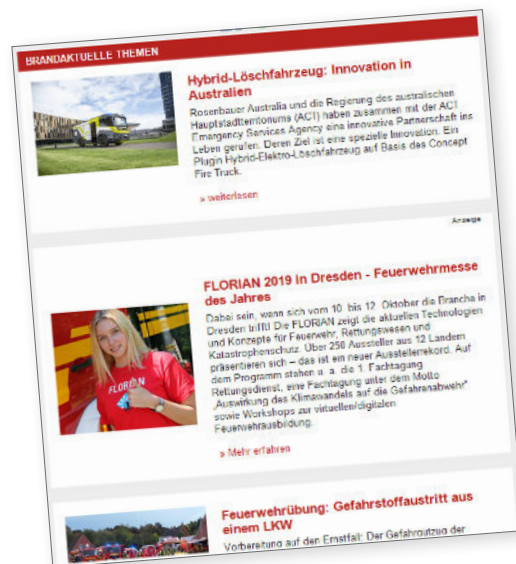 BRANDAKTUELLE THEMEN
Hybrid-Löschfahrzeug: Innovation in
Australien
Rosenbauer Australia und die Regierung des australischen
Hauptstadtterritoriums (ACT) haben zusammen mit der ACT
Emergency Services Agency eine innovative Partnerschaft ins
Leben gerufen. Deren Ziel ist eine spezielle Innovation. Ein
Plugin Hybrid-Elektro-Löschfahrzeug auf Basis des Concept
Fire Truck.
» weiterlesen
Anzeige
FLORIAN 2019 in Dresden - Feuerwehrmesse
des Jahres
Dabei sein, wenn sich vom 10. bis 12. Oktober die Branche in
Dresden trifft! Die FLORIAN zeigt die aktuellen Technologien
und Konzepte für Feuerwehr, Rettungswesen und
Katastrophenschutz. Über 250 Aussteller aus 12 Ländern
präsentieren sich – das ist ein neuer Ausstellerrekord. Auf
dem Programm stehen u. a. die 1. Fachtagung
Rettungsdienst, eine Fachtagung unter dem Motto
„Auswirkung des Klimawandels auf die Gefahrenabwehr"
sowie Workshops zur virtuellen/digitalen
Feuerwehrausbildung.
FLORIAN
» Mehr erfahren
Feuerwehrübung: Gefahrstoffaustritt aus
einem LKW
Vorbereitung auf den Ernstfall: Der Gefahrgutzug der